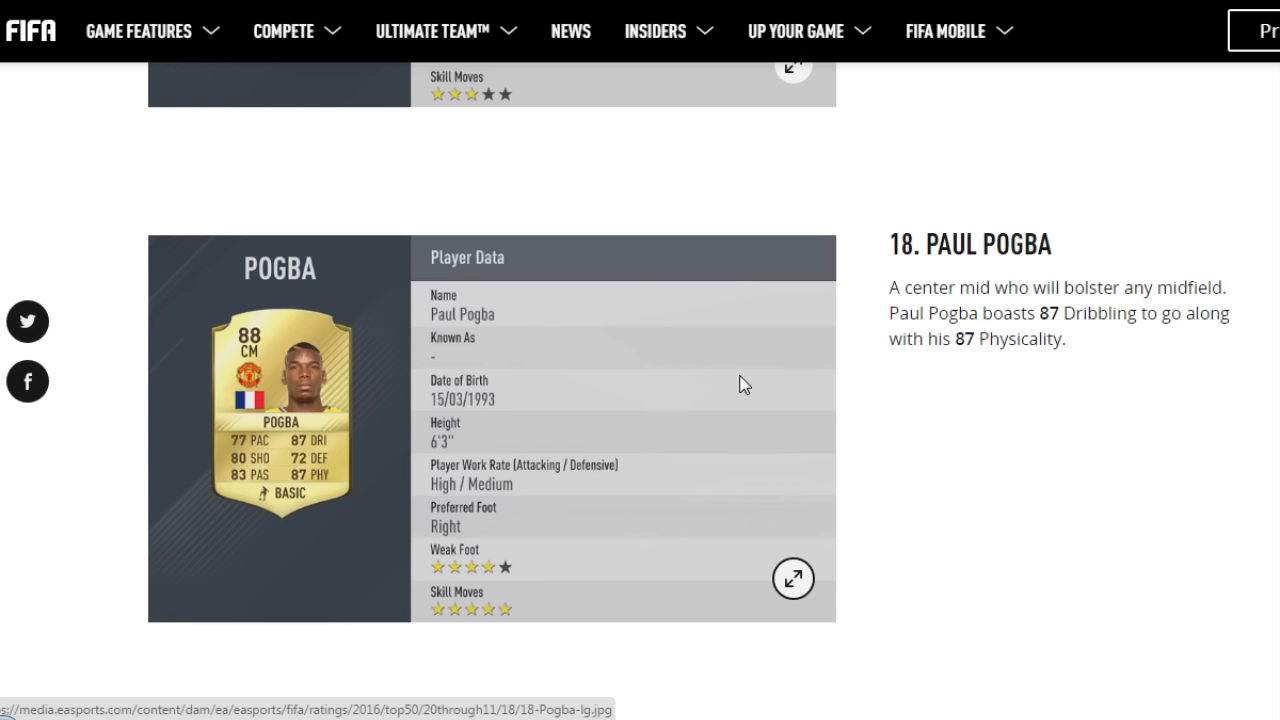 FIFA GAME FEATURES COMPETE ULTIMATE TEAM™ NEWS INSIDERS UP YOUR GAME FIFA MOBILE Pr
Skill Moves
POGBA
88
CM
POGBA
77 PAC 87 DRI
80 SHO 72 DEF
83 PAS 87 PHY
BASIC
Player Data
Name
Paul Pogba
Known As
-
Date of Birth
15/03/1993
Height
6'3"
Player Work Rate (Attacking / Defensive)
High / Medium
Preferred Foot
Right
Weak Foot
Skill Moves
18. PAUL POGBA
A center mid who will bolster any midfield.
Paul Pogba boasts 87 Dribbling to go along
with his 87 Physicality.
s://media.easports.com/content/dam/ea/easports/fifa/ratings/2016/top50/20through11/18/18-Pogba-lg.jpg